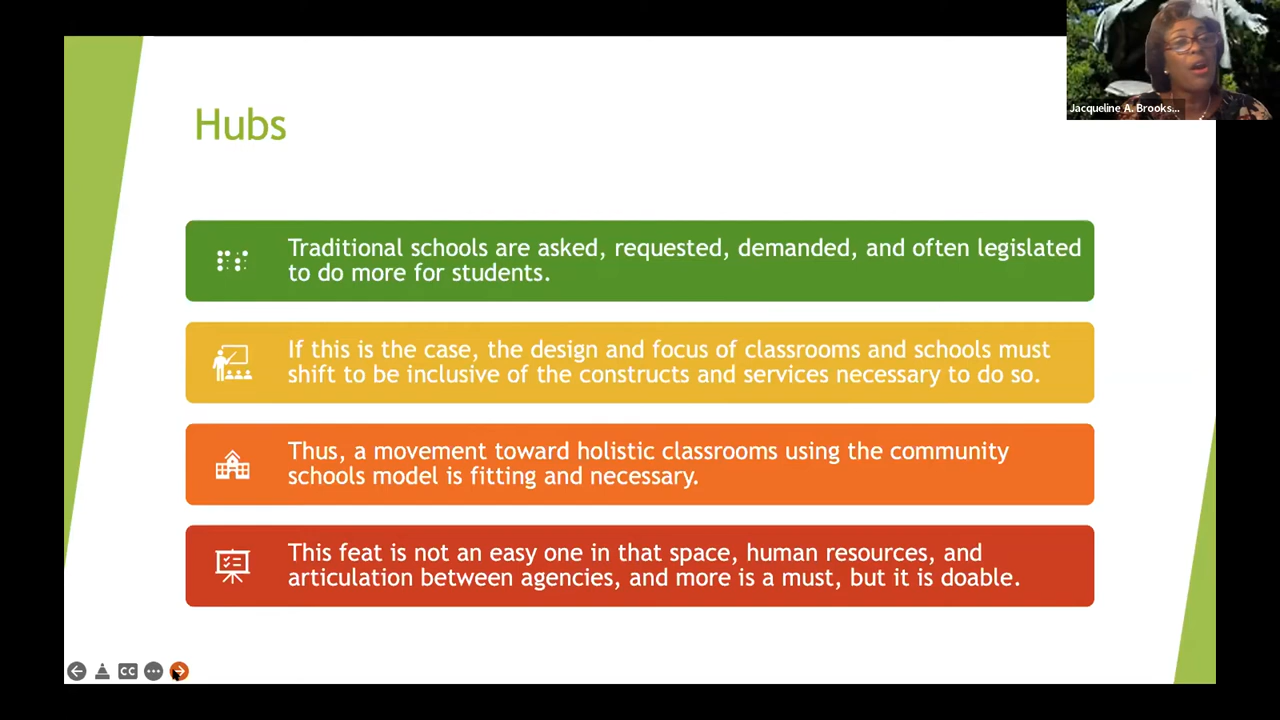 Jacqueline A. Brooks...
Hubs
Traditional schools are asked, requested, demanded, and often legislated
to do more for students.
If this is the case, the design and focus of classrooms and schools must
shift to be inclusive of the constructs and services necessary to do so.
Thus, a movement toward holistic classrooms using the community
schools model is fitting and necessary.
This feat is not an easy one in that space, human resources, and
articulation between agencies, and more is a must, but it is doable.
CC